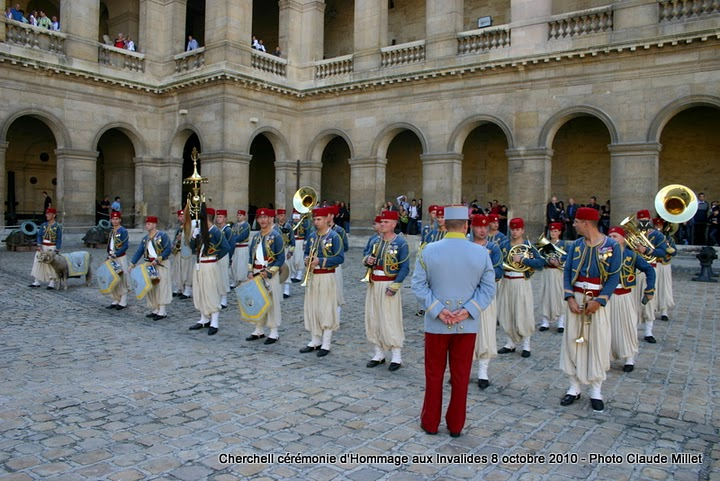 Cherchell cérémonie d'Hommage aux Invalides 8 octobre 2010 - Photo Claude Millet